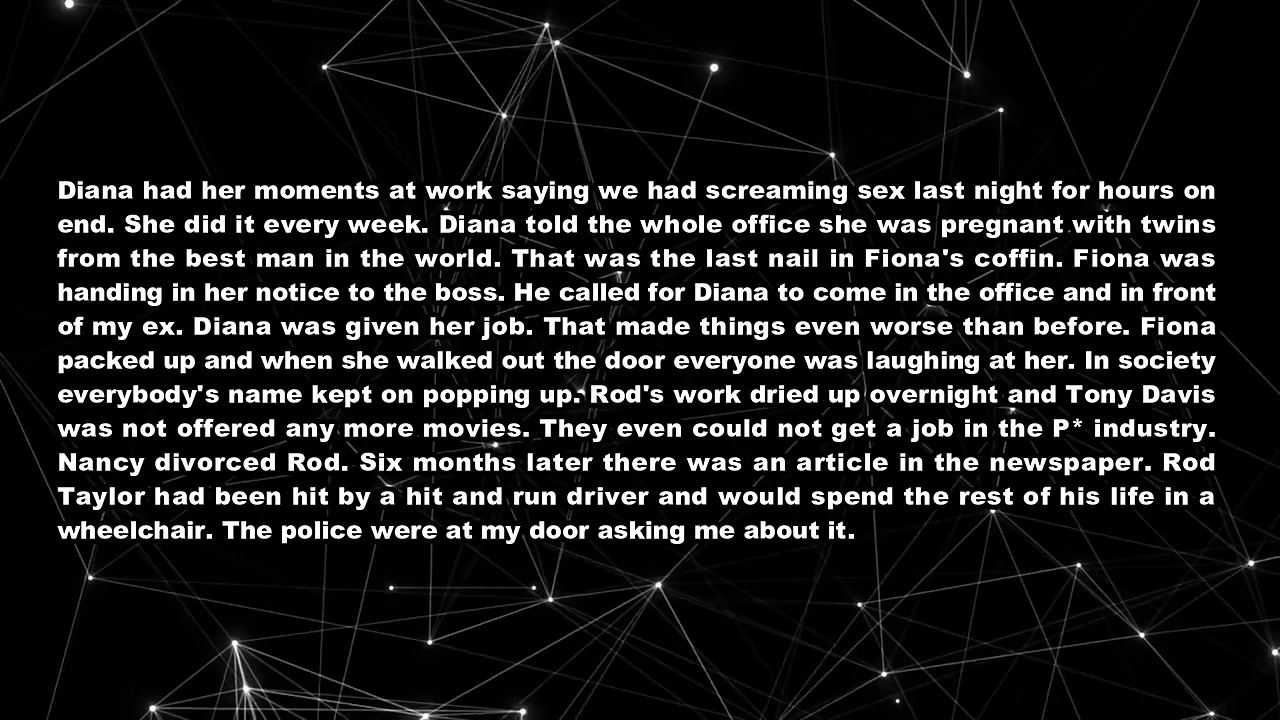 Diana had her moments at work saying we had screaming sex last night for hours on
end. She did it every week. Diana told the whole office she was pregnant with twins
from the best man in the world. That was the last nail in Fiona's coffin. Fiona was
handing in her notice to the boss. He called for Diana to come in the office and in front
of my ex. Diana was given her job. That made things even worse than before. Fiona
packed up and when she walked out the door everyone was laughing at her. In society
everybody's name kept on popping up. Rod's work dried up overnight and Tony Davis
was not offered any more movies. They even could not get a job in the P* industry.
Nancy divorced Rod. Six months later there was an article in the newspaper. Rod
Taylor had been hit by a hit and run driver and would spend the rest of his life in a
wheelchair. The police were at my door asking me about it.